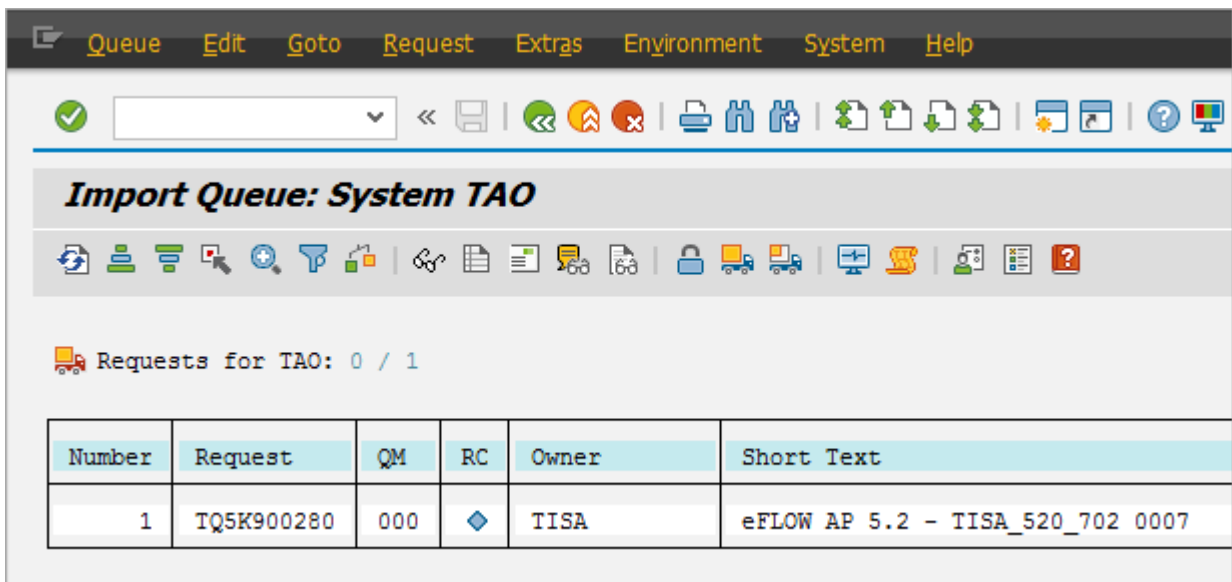 Queue Edit Goto Request Extras Environment System Help
Import Queue: System TAO
Requests for TAO: 0 / 1
Number Request QM RC Owner Short Text
1 TQ5K900280 000 TISA eFLOW AP 5.2 - TISA_520_702 0007